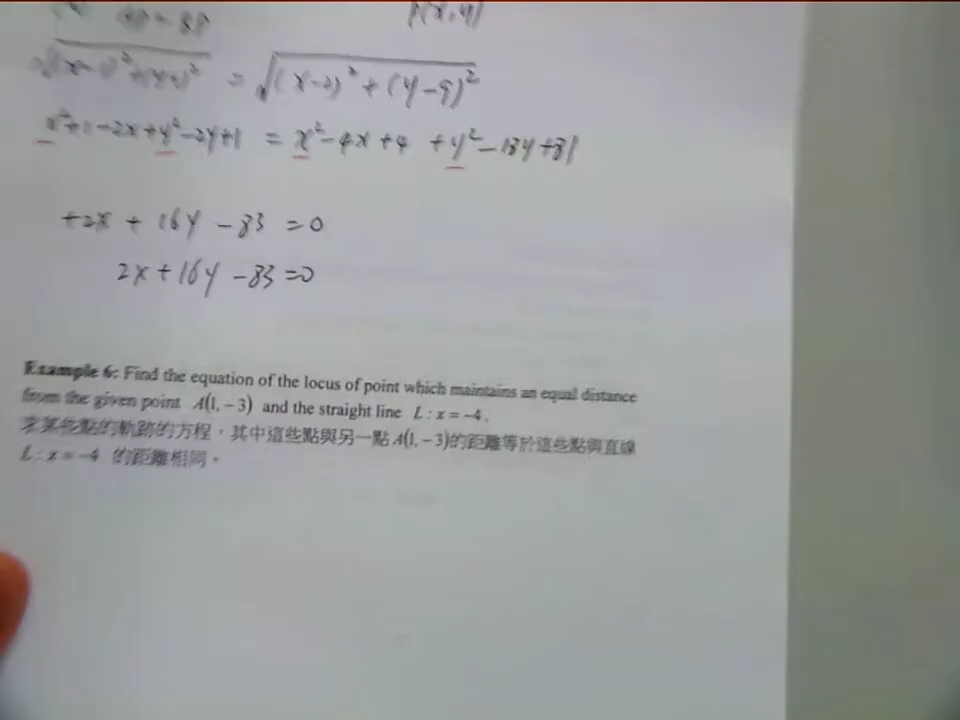 P(x,y)
= √(x-2)² + (y-9)²
x²+1-2x+y²-2y+1 = x²-4x+4 +y²-18y+81
+2x + 16y -83 =0
2x+16y-83=0
Example 6: Find the equation of the locus of point which maintains an equal distance
from the given point A(1, −3) and the straight line L : x = −4 .
求某些點的軌跡的方程，其中這些點與另一點 A(1, −3)的距離等於這些點與直線
L : x = −4 的距離相同。